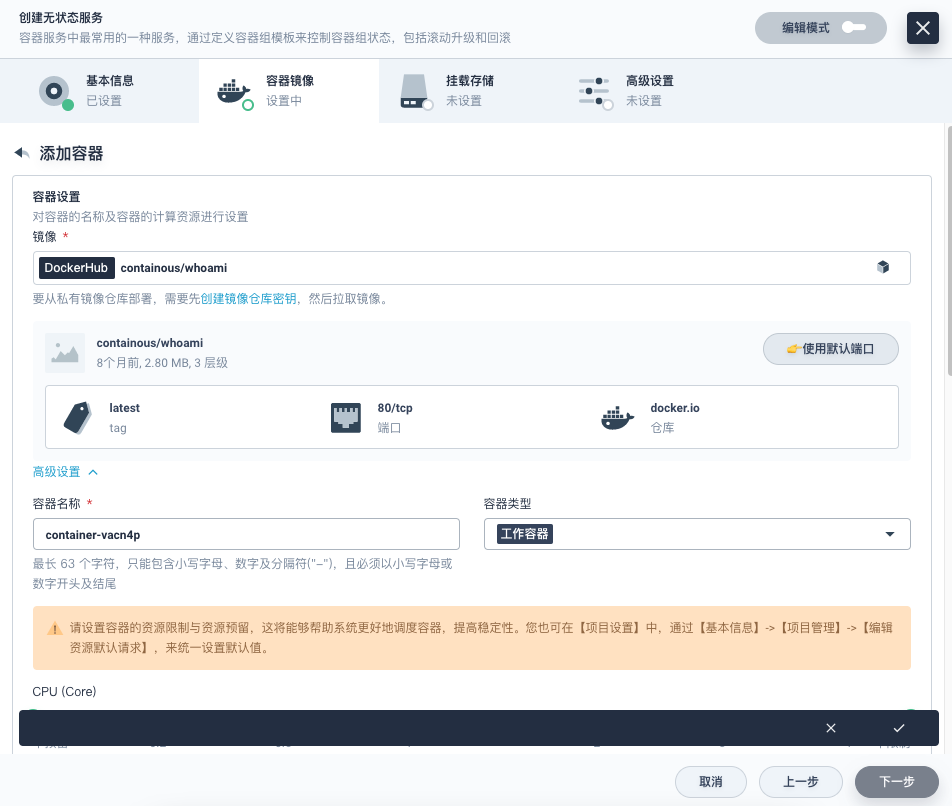 创建无状态服务
容器服务中最常用的一种服务，通过定义容器组模板来控制容器组状态，包括滚动升级和回滚
编辑模式
基本信息
已设置
容器镜像
设置中
挂载存储
未设置
高级设置
未设置
添加容器
容器设置
对容器的名称及容器的计算资源进行设置
镜像 *
DockerHub containous/whoami
要从私有镜像仓库部署，需要先创建镜像仓库密钥，然后拉取镜像。
containous/whoami
8个月前, 2.80 MB, 3 层级
👉使用默认端口
latest
tag
80/tcp
端口
docker.io
仓库
高级设置
容器名称 *
container-vacn4p
最长 63 个字符，只能包含小写字母、数字及分隔符("-")，且必须以小写字母或
数字开头及结尾
容器类型
工作容器
请设置容器的资源限制与资源预留，这将能够帮助系统更好地调度容器，提高稳定性。您也可在【项目设置】中，通过【基本信息】->【项目管理】->【编辑
资源默认请求】，来统一设置默认值。
CPU (Core)
取消
上一步
下一步